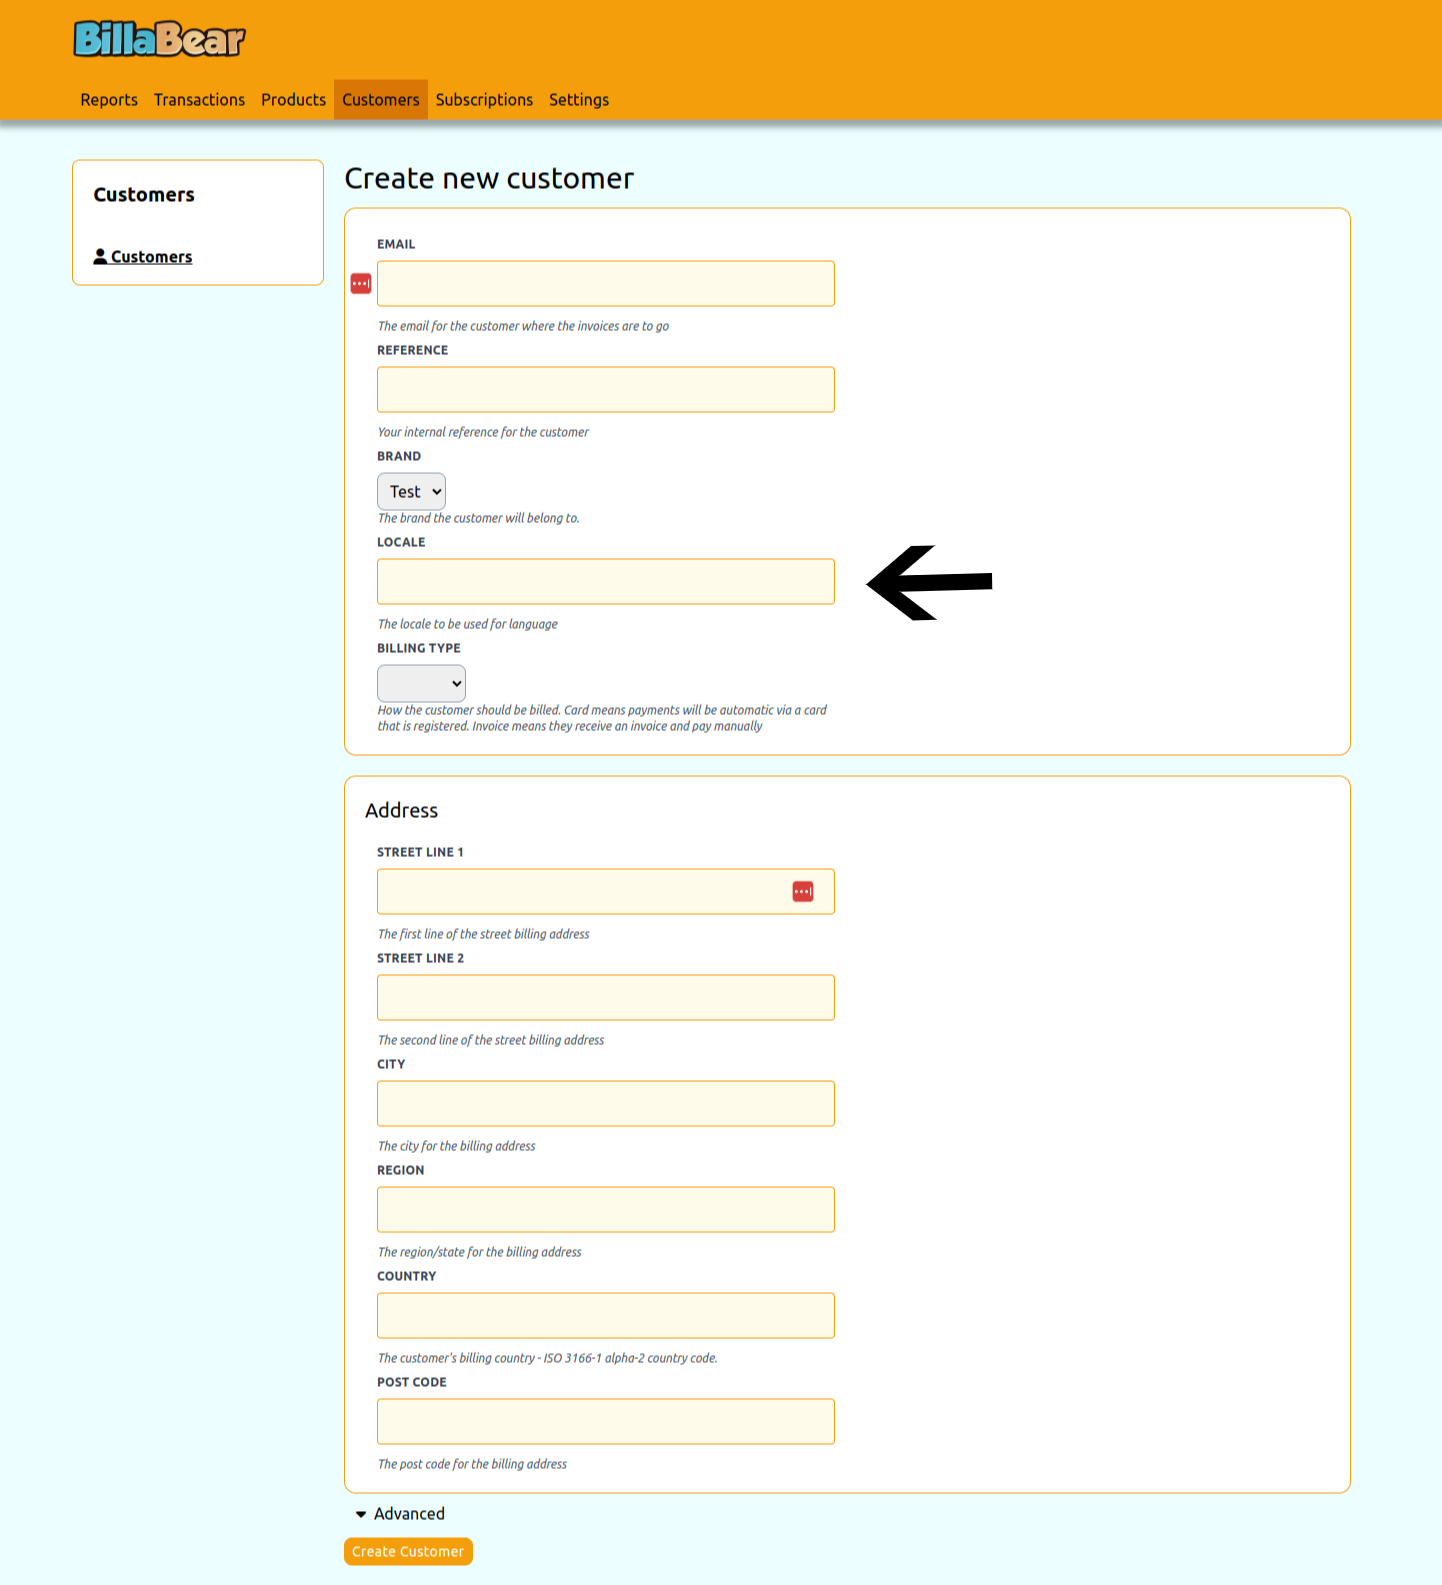 BillaBear
Reports Transactions Products Customers Subscriptions Settings
Customers
Customers
Create new customer
EMAIL
The email for the customer where the invoices are to go
REFERENCE
Your internal reference for the customer
BRAND
Test
The brand the customer will belong to.
LOCALE
The locale to be used for language
BILLING TYPE
How the customer should be billed. Card means payments will be automatic via a card
that is registered. Invoice means they receive an invoice and pay manually
Address
STREET LINE 1
The first line of the street billing address
STREET LINE 2
The second line of the street billing address
CITY
The city for the billing address
REGION
The region/state for the billing address
COUNTRY
The customer's billing country - ISO 3166-1 alpha-2 country code.
POST CODE
The post code for the billing address
Advanced
Create Customer